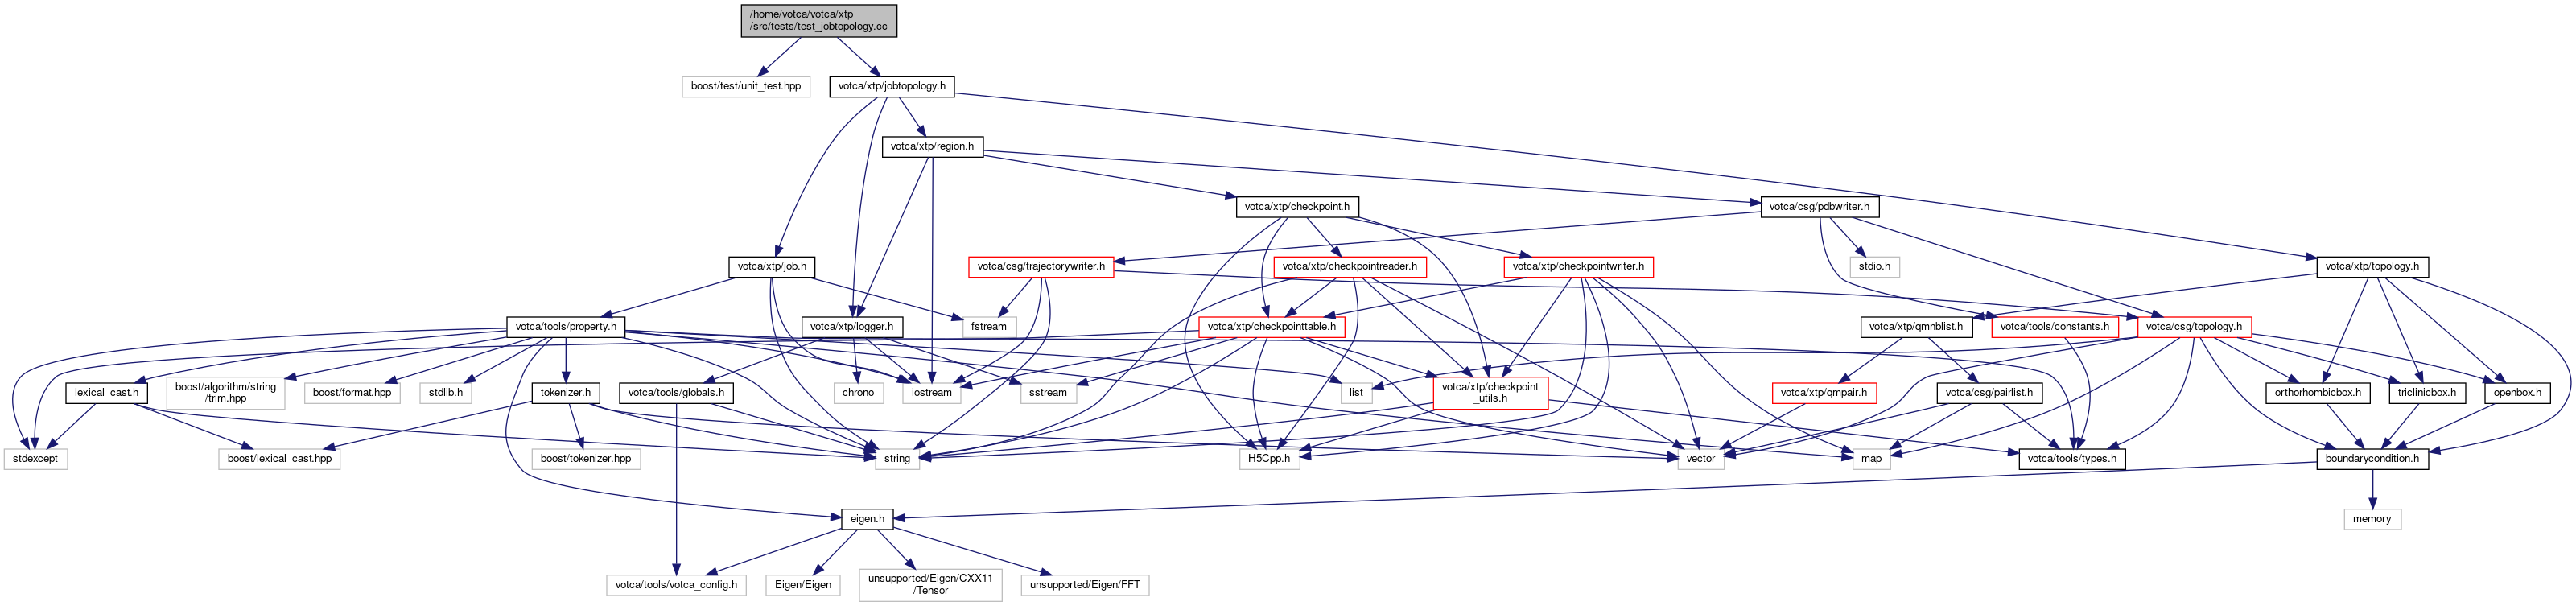 /home/votca/votca/xtp
/src/tests/test_jobtopology.cc
boost/test/unit_test.hpp
votca/xtp/jobtopology.h
votca/xtp/region.h
votca/xtp/checkpoint.h
votca/csg/pdbwriter.h
votca/xtp/job.h
votca/csg/trajectorywriter.h
votca/xtp/checkpointreader.h
votca/xtp/checkpointwriter.h
stdio.h
votca/xtp/topology.h
votca/tools/property.h
votca/xtp/logger.h
fstream
votca/xtp/checkpointtable.h
votca/xtp/qmnblist.h
votca/tools/constants.h
votca/csg/topology.h
lexical_cast.h
boost/algorithm/string
/trim.hpp
boost/format.hpp
stdlib.h
tokenizer.h
votca/tools/globals.h
chrono
iostream
sstream
list
votca/xtp/checkpoint
_utils.h
votca/xtp/qmpair.h
votca/csg/pairlist.h
orthorhombicbox.h
triclinicbox.h
openbox.h
stdexcept
boost/lexical_cast.hpp
boost/tokenizer.hpp
string
H5Cpp.h
vector
map
votca/tools/types.h
boundarycondition.h
eigen.h
memory
votca/tools/votca_config.h
Eigen/Eigen
unsupported/Eigen/CXX11
/Tensor
unsupported/Eigen/FFT